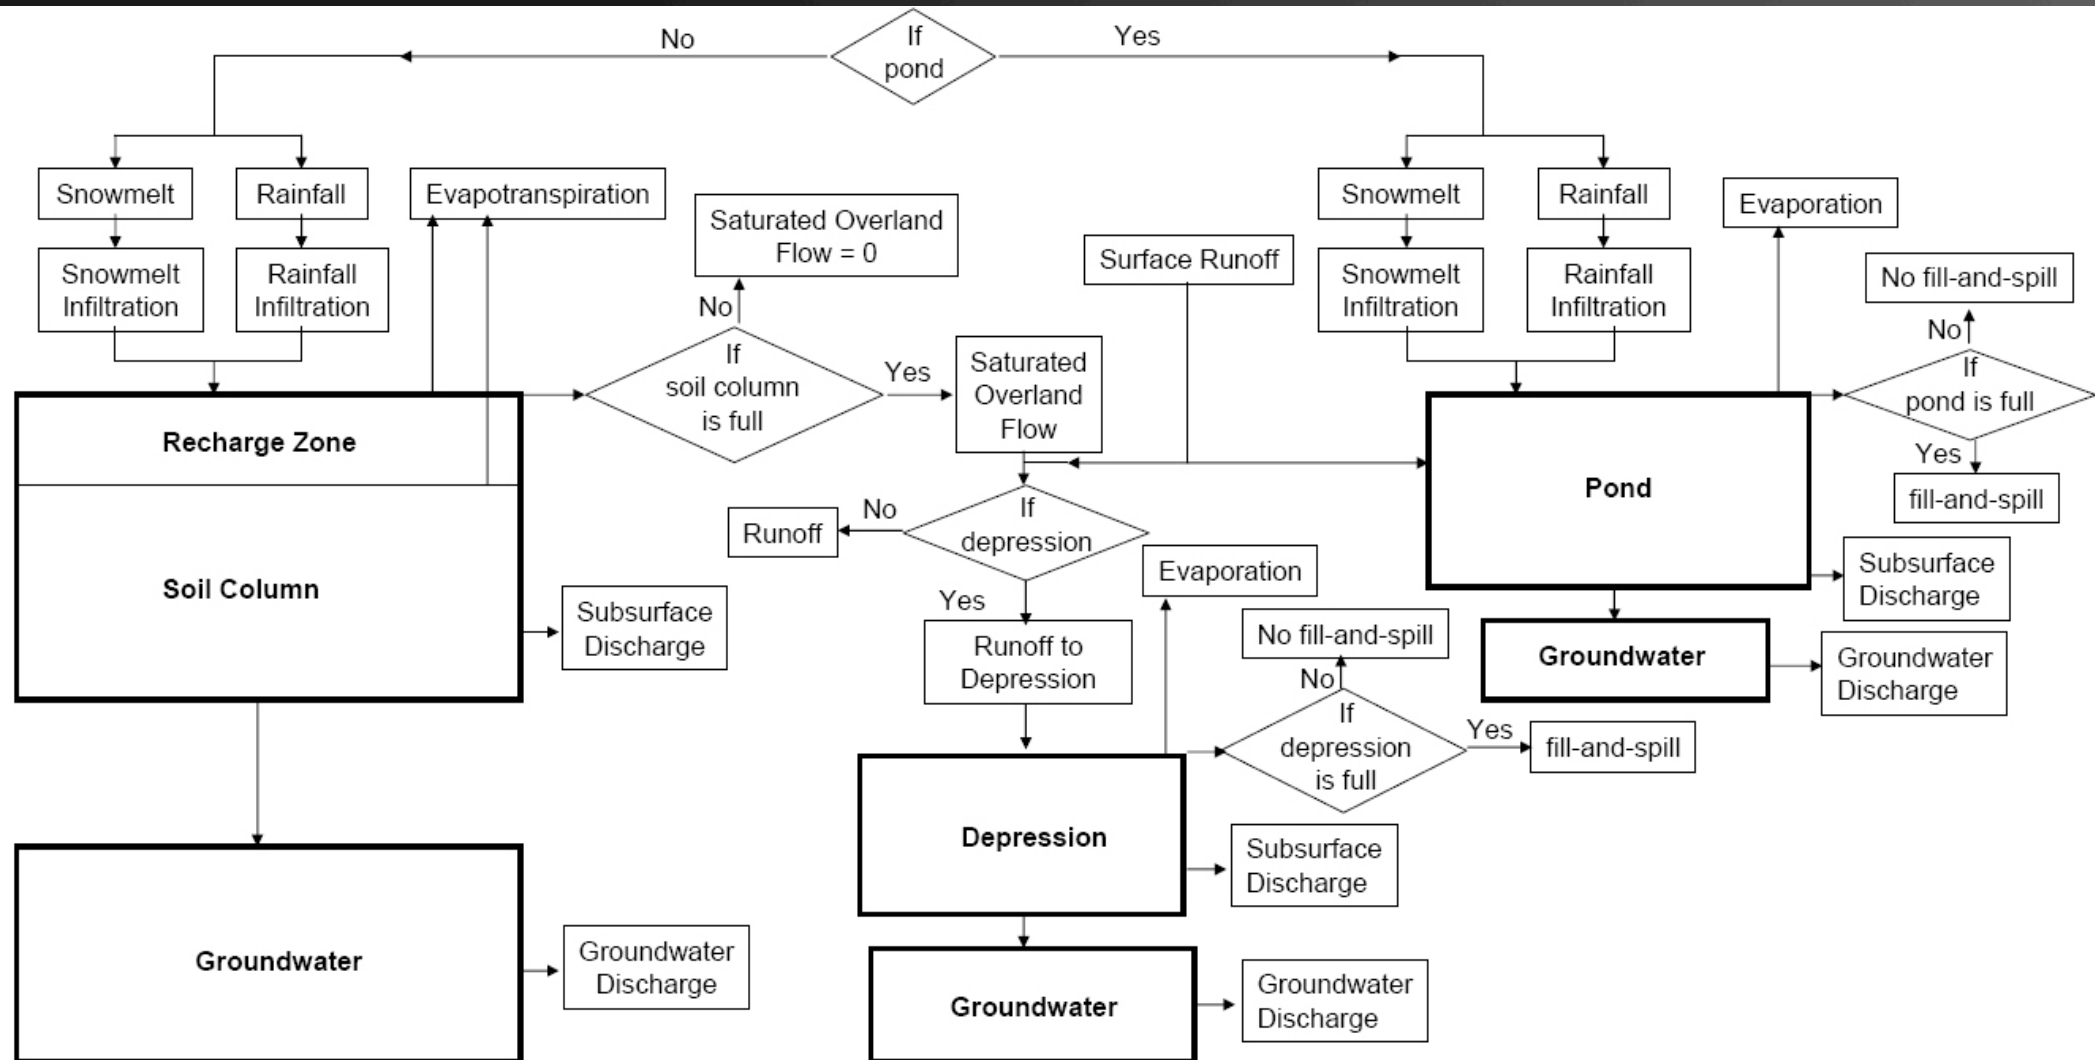 No
If
pond
Yes
Snowmelt
Rainfall
Evapotranspiration
Snowmelt
Infiltration
Rainfall
Infiltration
Saturated Overland
Flow = 0
No
If
soil column
is full
Yes
Saturated
Overland
Flow
Surface Runoff
Snowmelt
Rainfall
Evaporation
Snowmelt
Infiltration
Rainfall
Infiltration
No fill-and-spill
No
If
pond is full
Yes
fill-and-spill
Recharge Zone
Soil Column
Subsurface
Discharge
Runoff
No
If
depression
Yes
Runoff to
Depression
Evaporation
Pond
Subsurface
Discharge
Groundwater
Groundwater
Discharge
No fill-and-spill
No
If
depression
is full
Yes
fill-and-spill
Depression
Subsurface
Discharge
Groundwater
Groundwater
Discharge
Groundwater
Groundwater
Discharge